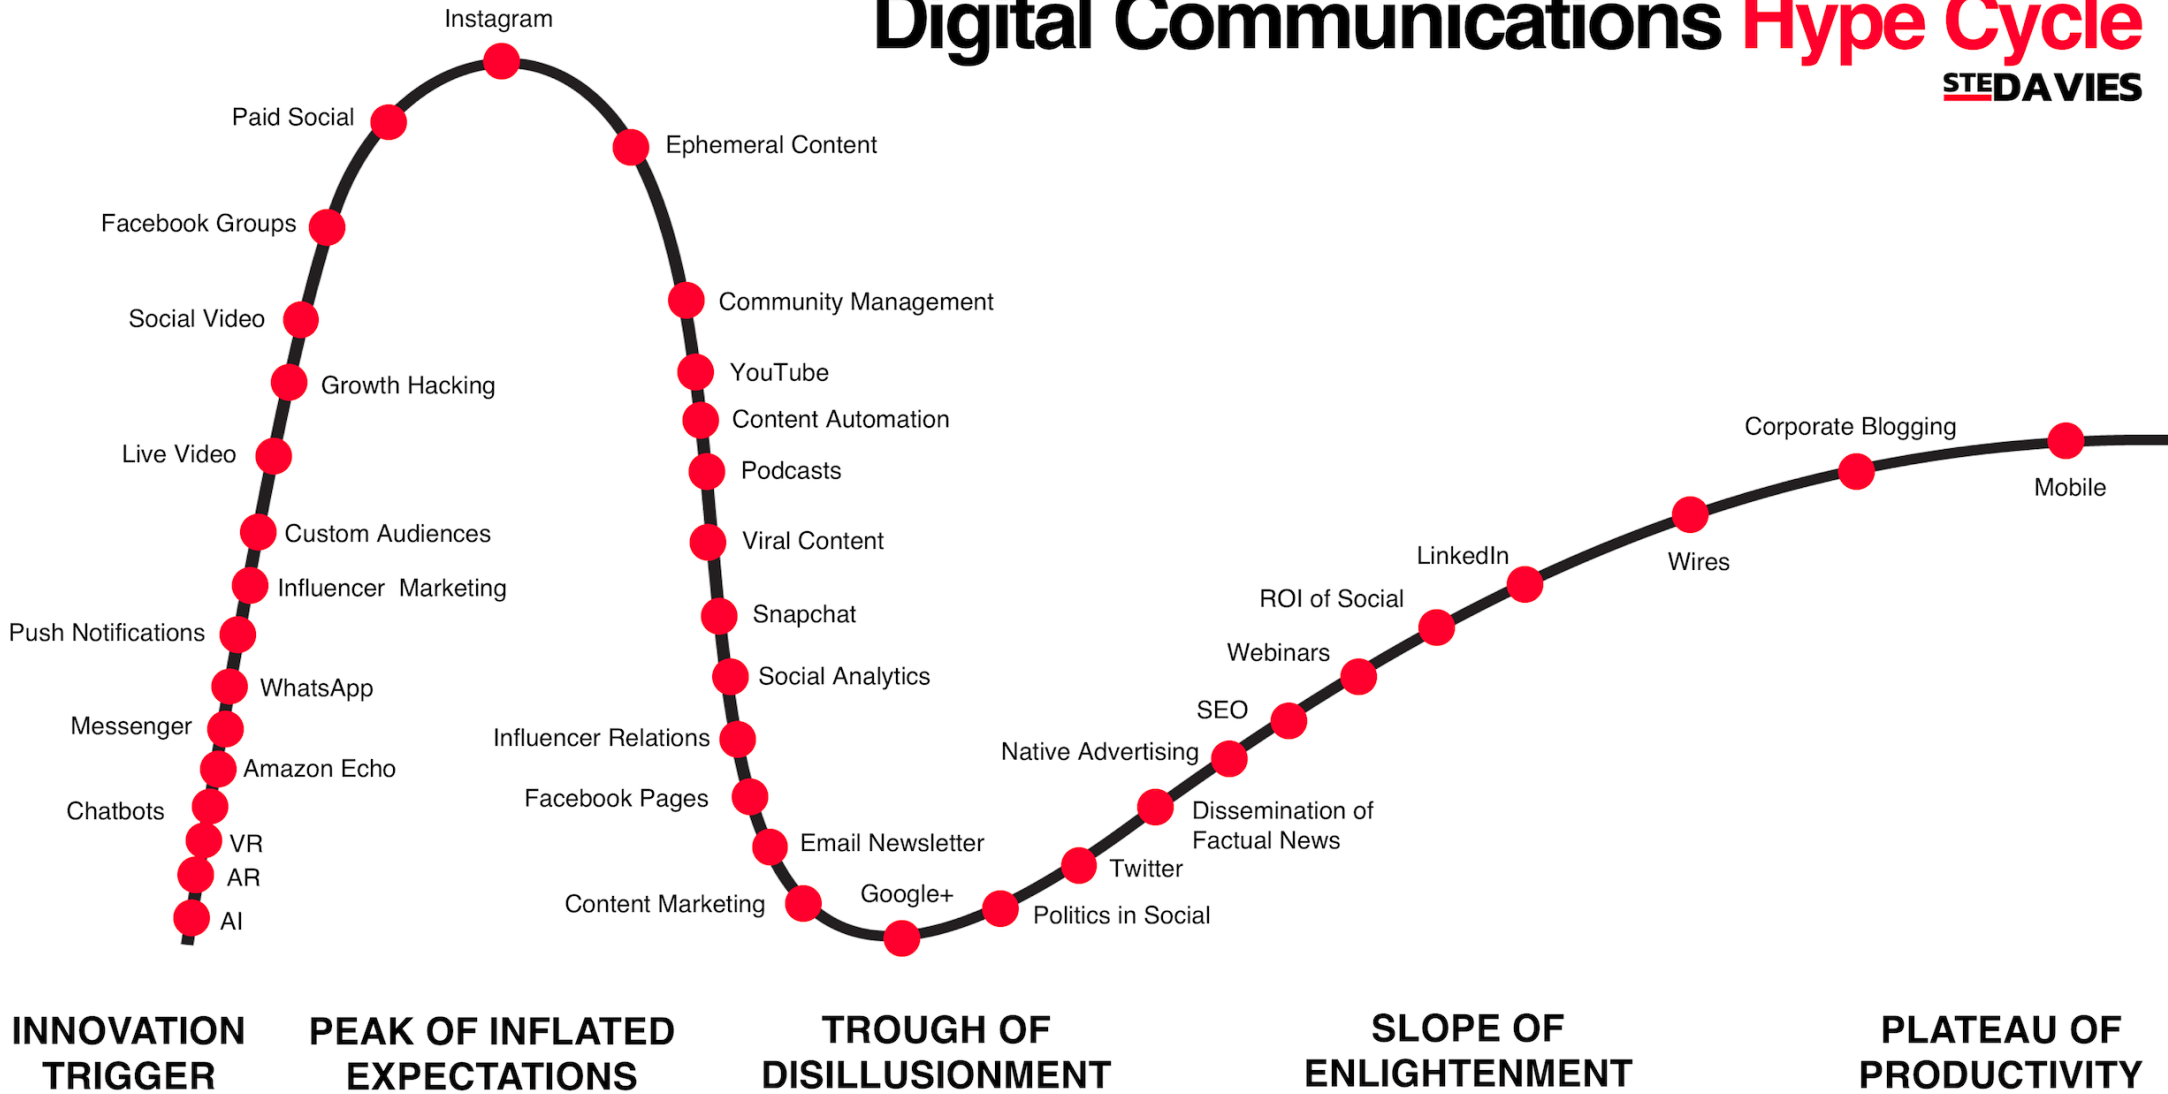 Digital Communications Hype Cycle
STEDAVIES
Instagram
Paid Social
Ephemeral Content
Facebook Groups
Community Management
Social Video
YouTube
Growth Hacking
Content Automation
Live Video
Podcasts
Custom Audiences
Viral Content
Influencer Marketing
Snapchat
Push Notifications
Social Analytics
WhatsApp
Messenger
Influencer Relations
Amazon Echo
Facebook Pages
Chatbots
VR
Email Newsletter
AR
Content Marketing
AI
Google+
Politics in Social
Twitter
Dissemination of
Factual News
Native Advertising
SEO
Webinars
ROI of Social
LinkedIn
Wires
Corporate Blogging
Mobile
INNOVATION
TRIGGER
PEAK OF INFLATED
EXPECTATIONS
TROUGH OF
DISILLUSIONMENT
SLOPE OF
ENLIGHTENMENT
PLATEAU OF
PRODUCTIVITY